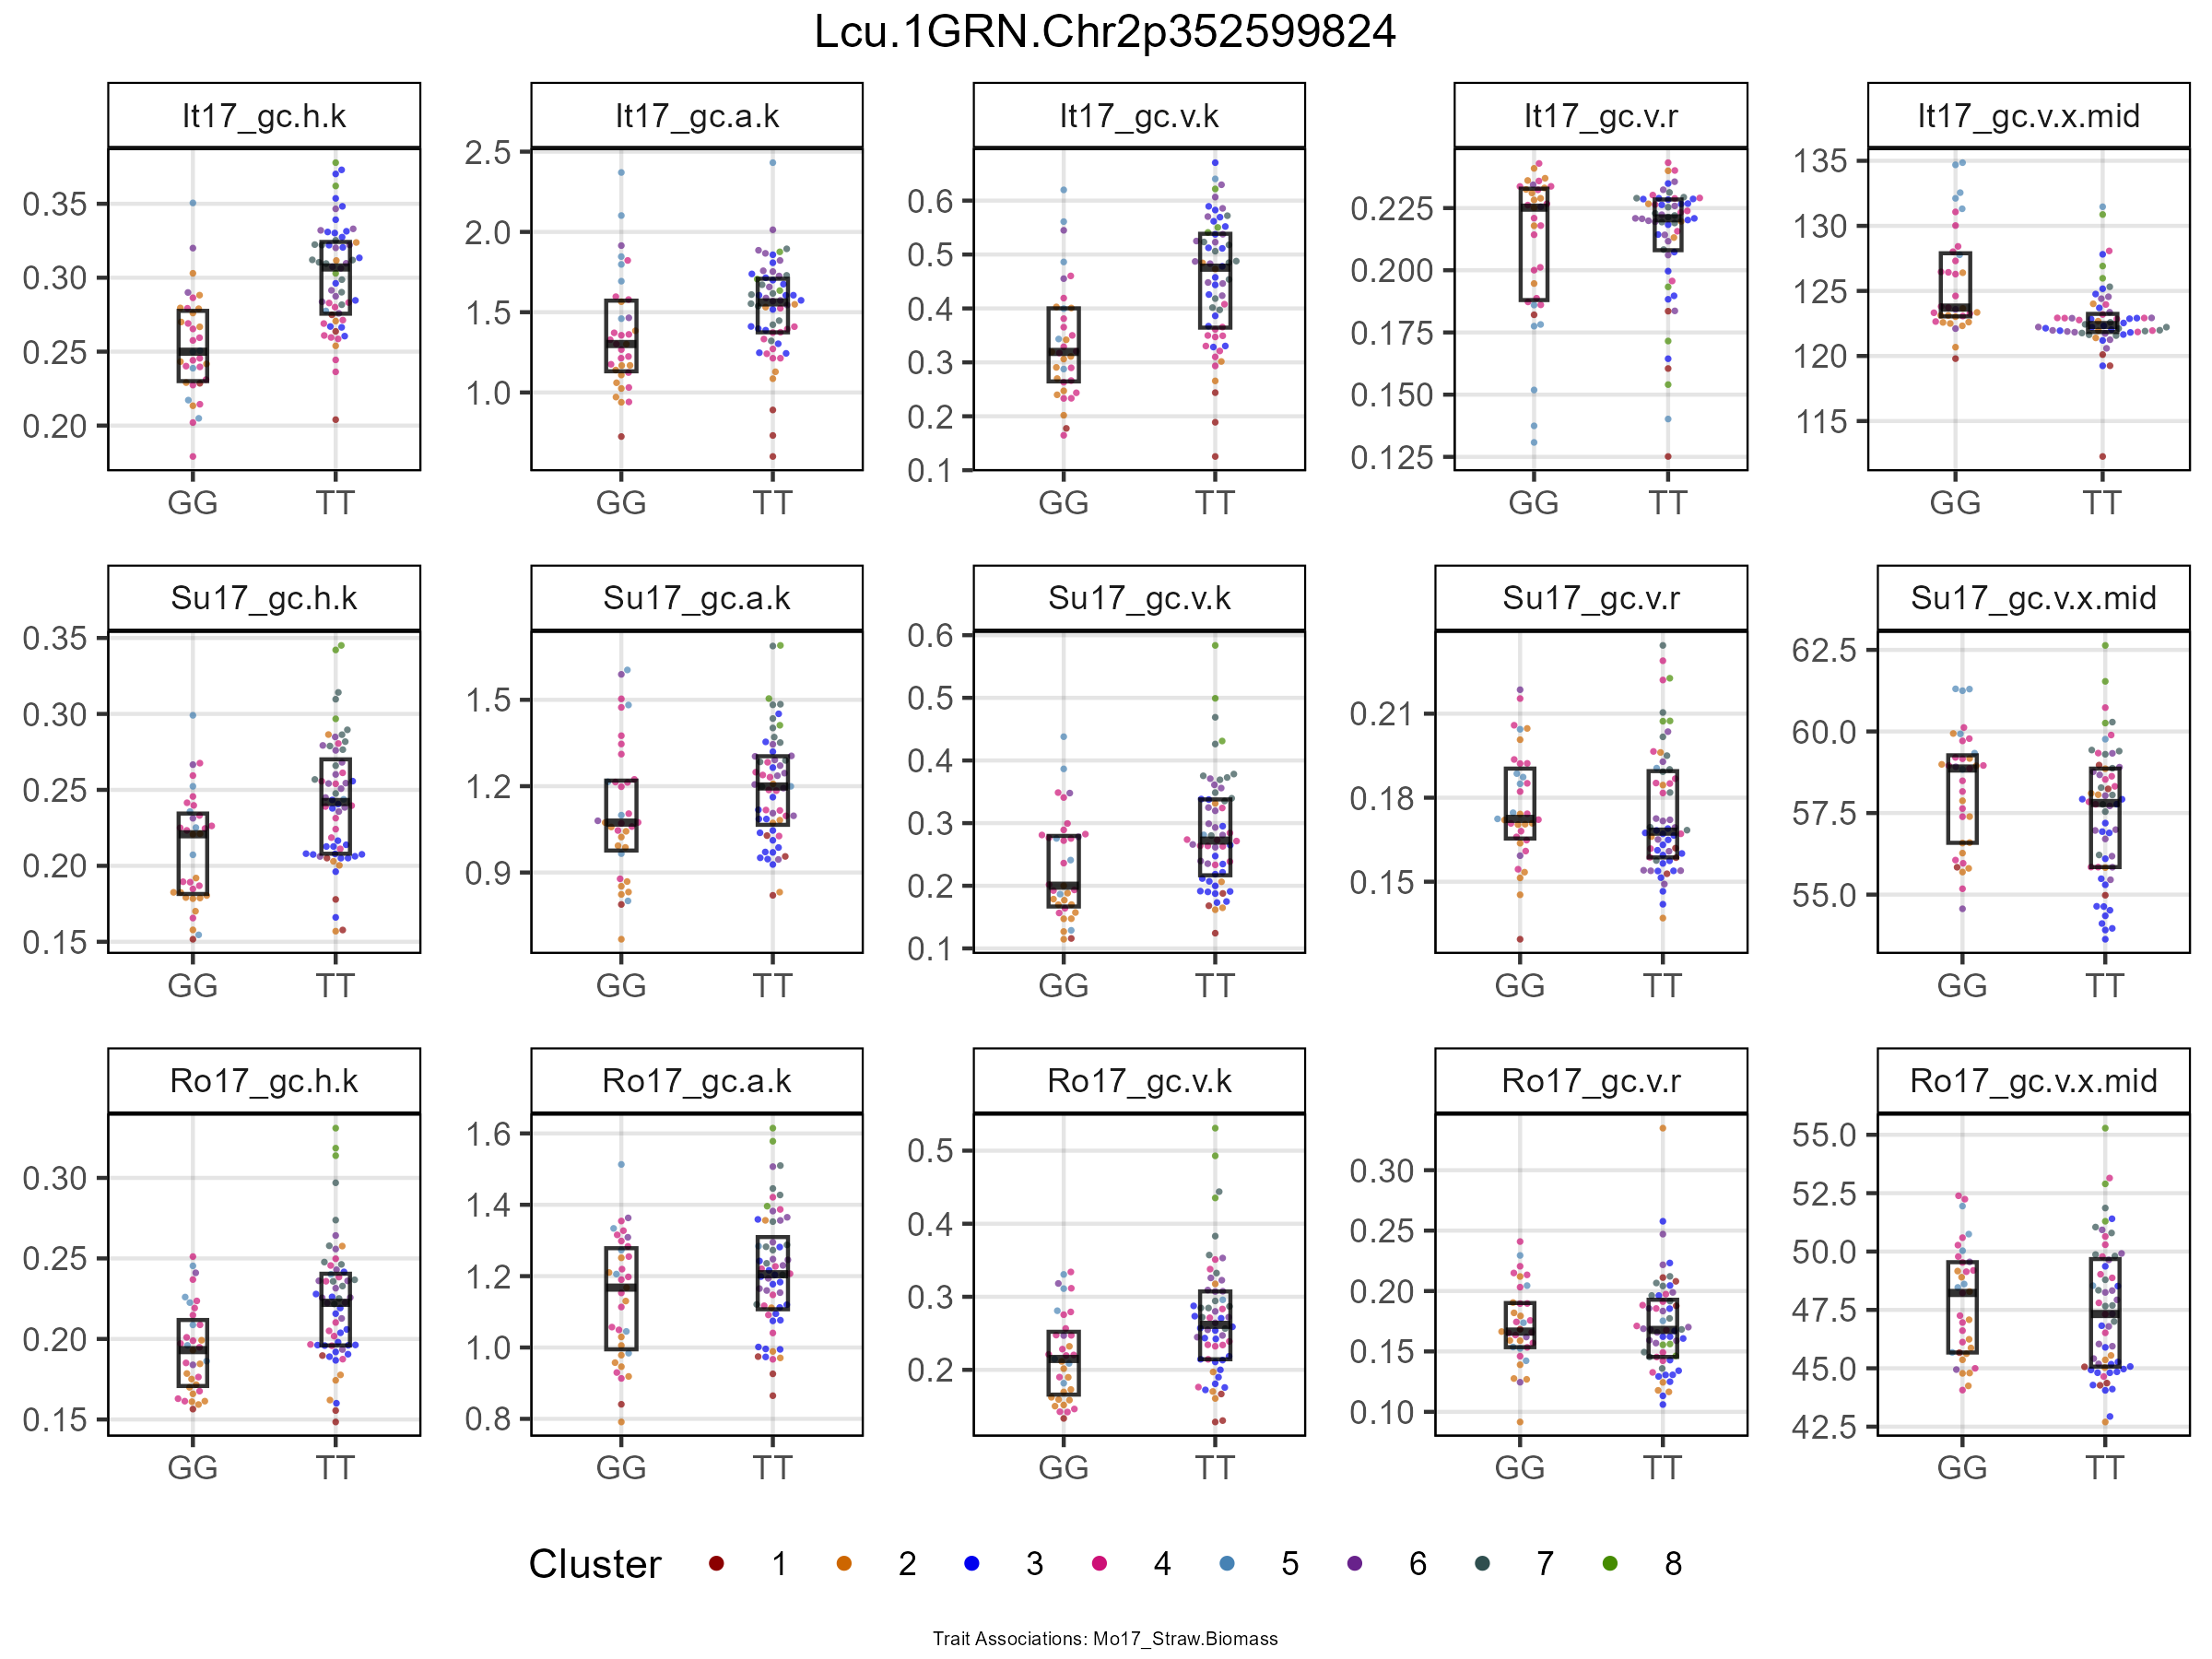 Lcu.1GRN.Chr2p352599824
It17_gc.h.k
It17_gc.a.k
It17_gc.v.k
It17_gc.v.r
It17_gc.v.x.mid
0.35
0.30
0.25
0.20
2.5
2.0
1.5
1.0
0.6
0.5
0.4
0.3
0.2
0.1
0.225
0.200
0.175
0.150
0.125
135
130
125
120
115
GG TT
GG TT
GG TT
GG TT
GG TT
Su17_gc.h.k
Su17_gc.a.k
Su17_gc.v.k
Su17_gc.v.r
Su17_gc.v.x.mid
0.35
0.30
0.25
0.20
0.15
1.5
1.2
0.9
0.6
0.5
0.4
0.3
0.2
0.1
0.21
0.18
0.15
62.5
60.0
57.5
55.0
GG TT
GG TT
GG TT
GG TT
GG TT
Ro17_gc.h.k
Ro17_gc.a.k
Ro17_gc.v.k
Ro17_gc.v.r
Ro17_gc.v.x.mid
0.30
0.25
0.20
0.15
1.6
1.4
1.2
1.0
0.8
0.5
0.4
0.3
0.2
0.30
0.25
0.20
0.15
0.10
55.0
52.5
50.0
47.5
45.0
42.5
GG TT
GG TT
GG TT
GG TT
GG TT
Cluster 1 2 3 4 5 6 7 8
Trait Associations: Mo17_Straw.Biomass